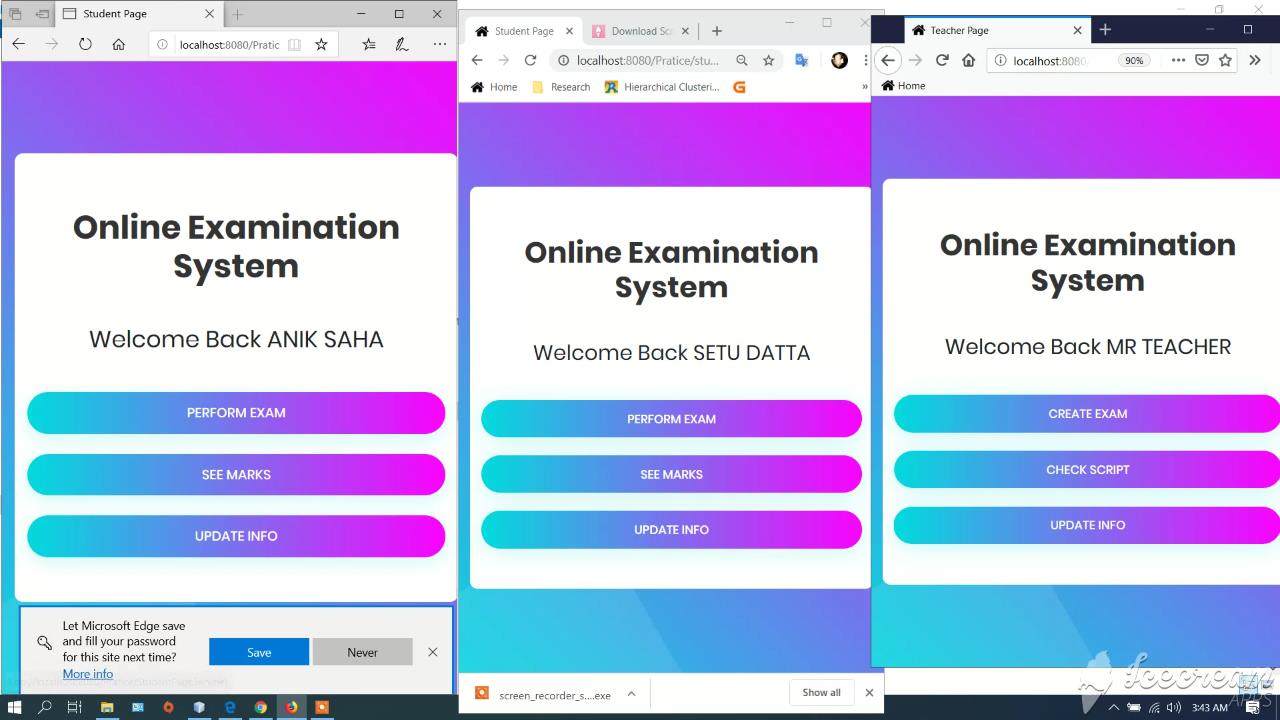 Student Page
localhost:8080/Pratic
Online Examination
System
Welcome Back ANIK SAHA
PERFORM EXAM
SEE MARKS
UPDATE INFO
Let Microsoft Edge save
and fill your password
for this site next time?
More info
Save
Never
Student Page
Download Sc
localhost:8080/Pratice/stu...
Home
Research
Hierarchical Clusteri...
Online Examination
System
Welcome Back SETU DATTA
PERFORM EXAM
SEE MARKS
UPDATE INFO
screen_recorder_s....exe
Show all
Teacher Page
localhost:8080
90%
Home
Online Examination
System
Welcome Back MR TEACHER
CREATE EXAM
CHECK SCRIPT
UPDATE INFO
Icecream
APPS
3:43 AM